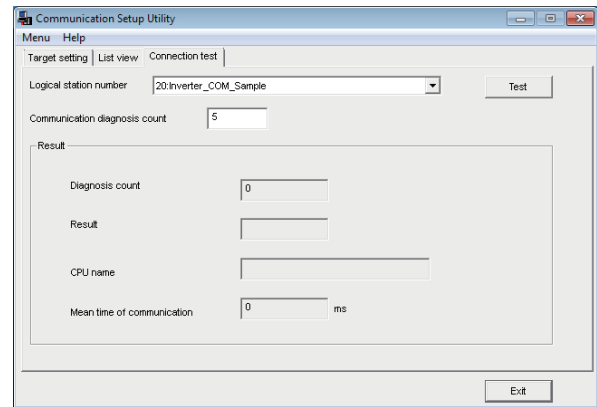 Communication Setup Utility
Menu Help
Target setting List view Connection test
Logical station number 20:Inverter_COM_Sample Test
Communication diagnosis count 5
Result
Diagnosis count 0
Result
CPU name
Mean time of communication 0 ms
Exit